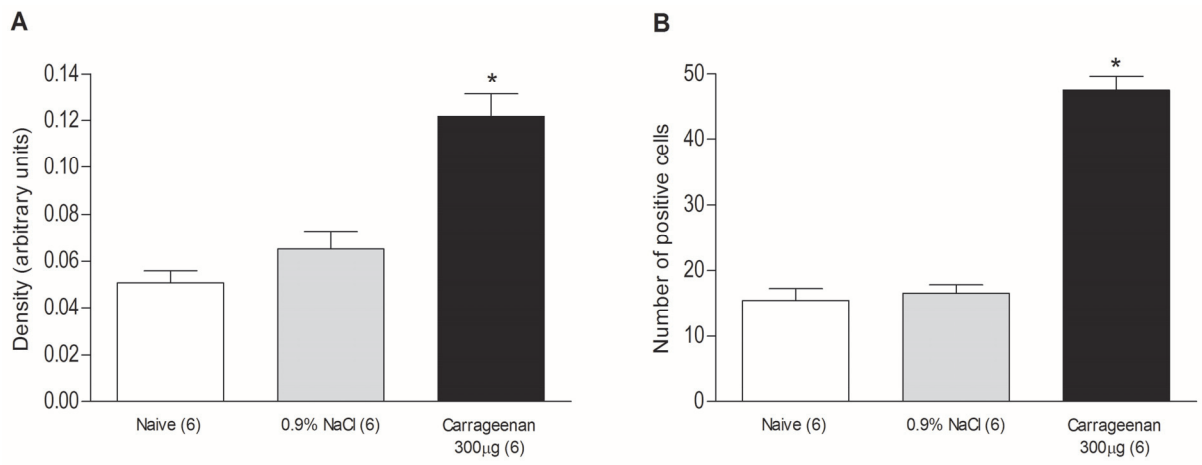 A
Density (arbitrary units)
0.14
0.12
0.10
0.08
0.06
0.04
0.02
0.00
*
Naive (6)
0.9% NaCl (6)
Carrageenan
300µg (6)
B
Number of positive cells
50
40
30
20
10
0
*
Naive (6)
0.9% NaCl (6)
Carrageenan
300µg (6)